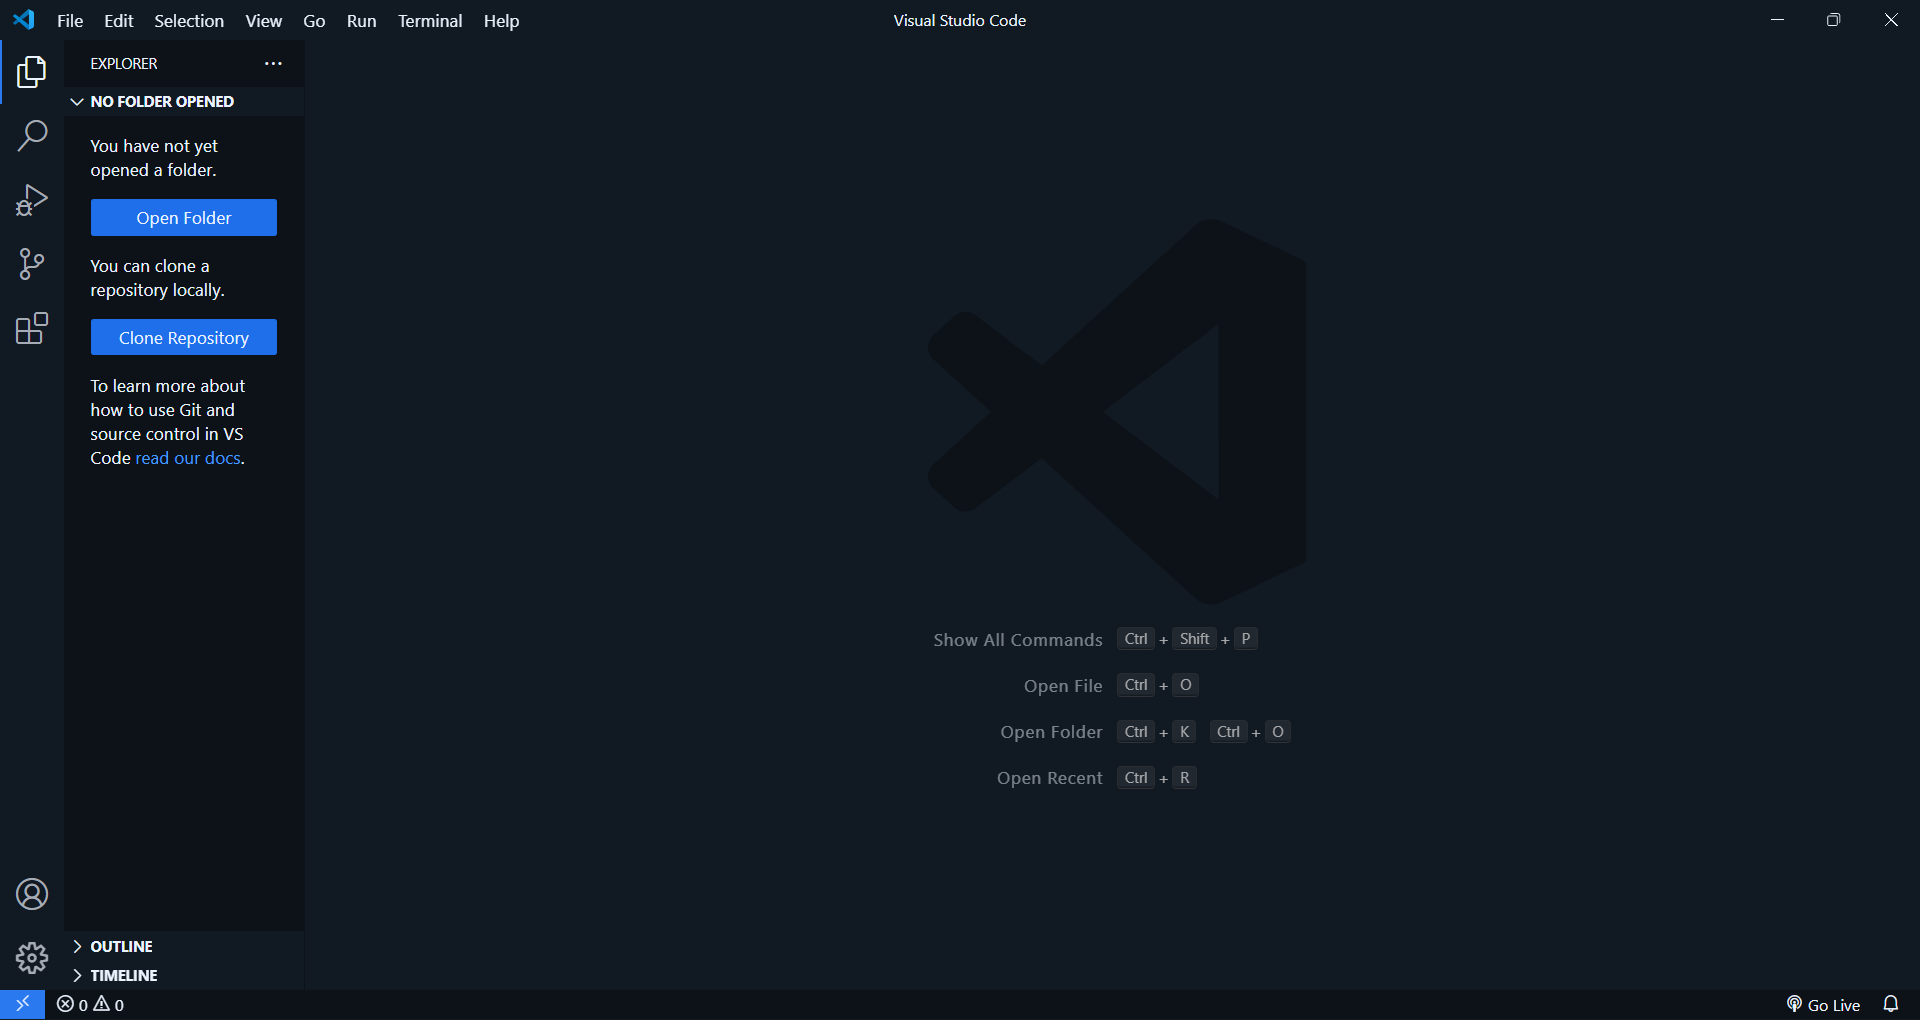 File Edit Selection View Go Run Terminal Help
Visual Studio Code
EXPLORER
NO FOLDER OPENED
You have not yet
opened a folder.
Open Folder
You can clone a
repository locally.
Clone Repository
To learn more about
how to use Git and
source control in VS
Code read our docs.
Show All Commands Ctrl + Shift + P
Open File Ctrl + O
Open Folder Ctrl + K Ctrl + O
Open Recent Ctrl + R
OUTLINE
TIMELINE
0 0
Go Live